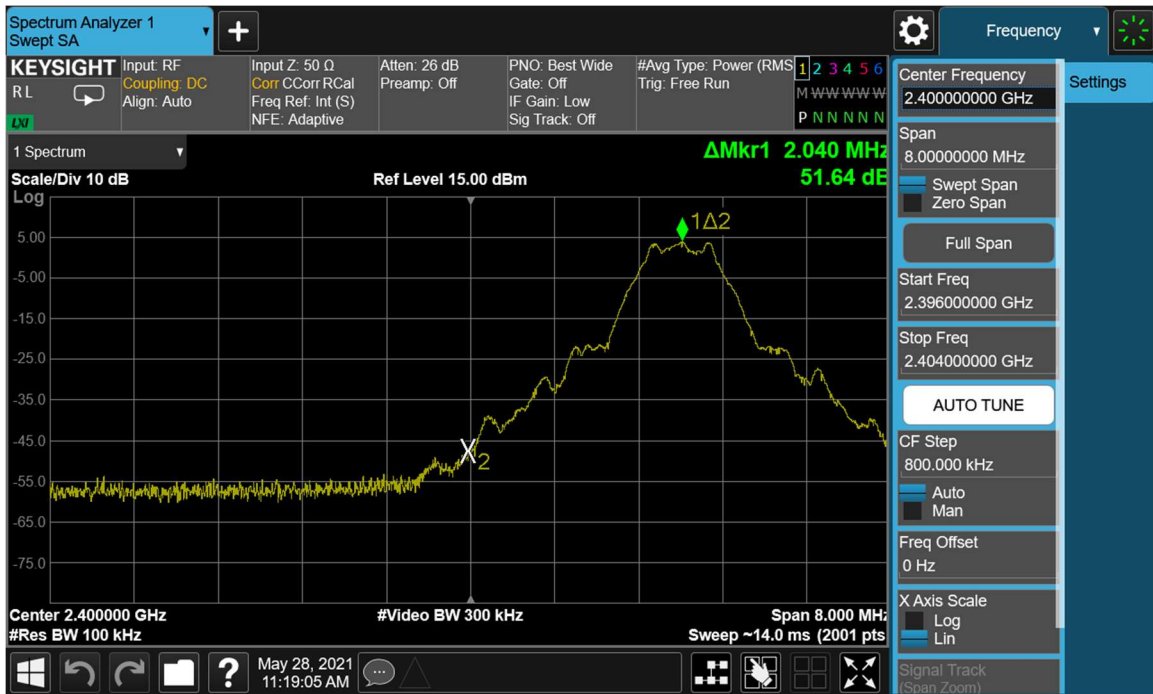 Spectrum Analyzer 1
Swept SA
+
Frequency
KEYSIGHT
R L
LXI
Input: RF
Coupling: DC
Align: Auto
Input Z: 50 Ω
Corr CCorr RCal
Freq Ref: Int (S)
NFE: Adaptive
Atten: 26 dB
Preamp: Off
PNO: Best Wide
Gate: Off
IF Gain: Low
Sig Track: Off
#Avg Type: Power (RMS
Trig: Free Run
1 2 3 4 5 6
M W W W W W
P N N N N N
1 Spectrum
ΔMkr1 2.040 MHz
Scale/Div 10 dB
Ref Level 15.00 dBm
51.64 dB
Log
1Δ2
5.00
-5.00
-15.0
-25.0
-35.0
-45.0
X2
-55.0
-65.0
-75.0
Center 2.400000 GHz
#Video BW 300 kHz
Span 8.000 MHz
#Res BW 100 kHz
Sweep ~14.0 ms (2001 pts
?
May 28, 2021
11:19:05 AM
Center Frequency
2.400000000 GHz
Settings
Span
8.00000000 MHz
Swept Span
Zero Span
Full Span
Start Freq
2.396000000 GHz
Stop Freq
2.404000000 GHz
AUTO TUNE
CF Step
800.000 kHz
Auto
Man
Freq Offset
0 Hz
X Axis Scale
Log
Lin
Signal Track
(Span Zoom)